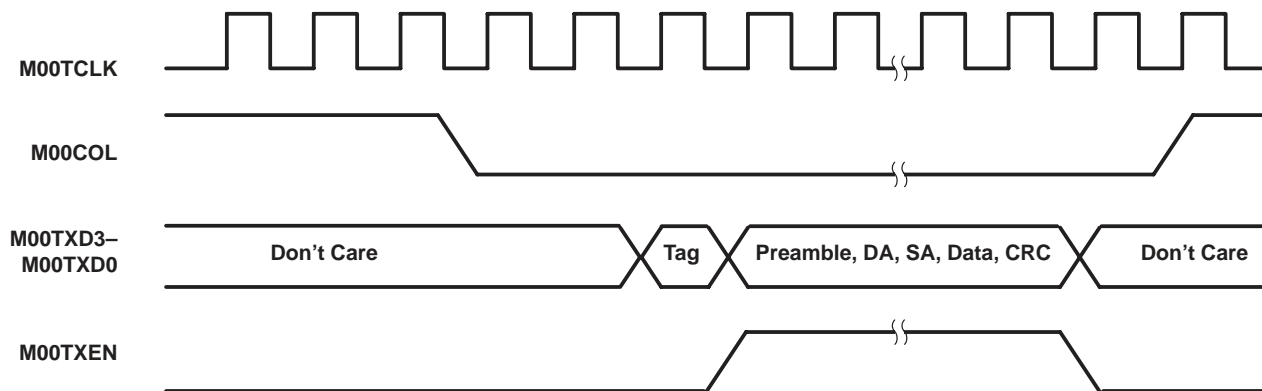 M00TCLK
M00COL
M00TXD3–
M00TXD0
Don't Care
Tag
Preamble, DA, SA, Data, CRC
Don't Care
M00TXEN